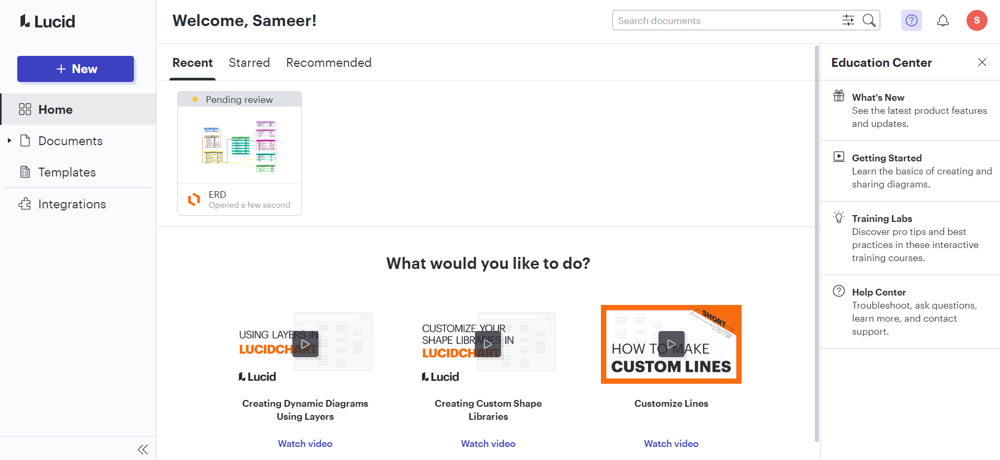 Lucid
Welcome, Sameer!
Search documents
?
S
+ New
Home
Documents
Templates
Integrations
Recent
Starred
Recommended
Pending review
ERD
Opened a few second
What would you like to do?
USING LAYERS IN
LUCIDCHART
Lucid
Creating Dynamic Diagrams
Using Layers
Watch video
CUSTOMIZE YOUR
SHAPE LIBRARIES IN
LUCIDCHART
Lucid
Creating Custom Shape
Libraries
Watch video
SHORT
CUTS
HOW TO MAKE
CUSTOM LINES
Customize Lines
Watch video
Education Center
What's New
See the latest product features
and updates.
Getting Started
Learn the basics of creating and
sharing diagrams.
Training Labs
Discover pro tips and best
practices in these interactive
training courses.
?
Help Center
Troubleshoot, ask questions,
learn more, and contact
support.